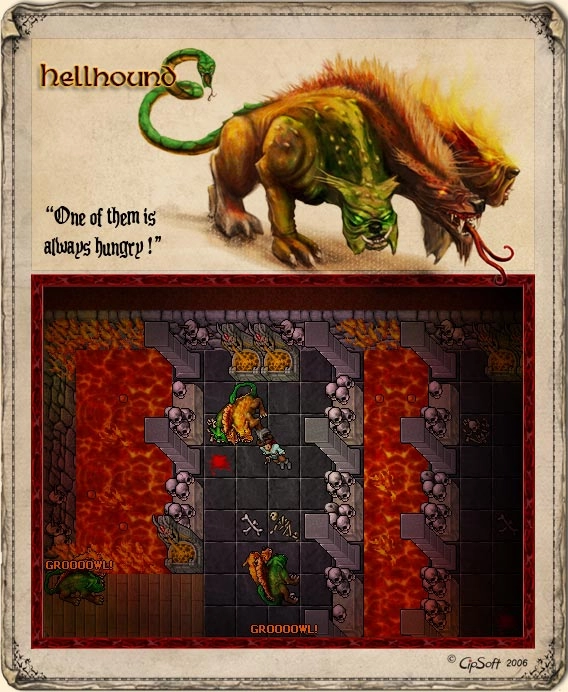 hellhound
“One of them is
always hungry !”
GROOOOWL!
GROOOOWL!
© CipSoft 2006